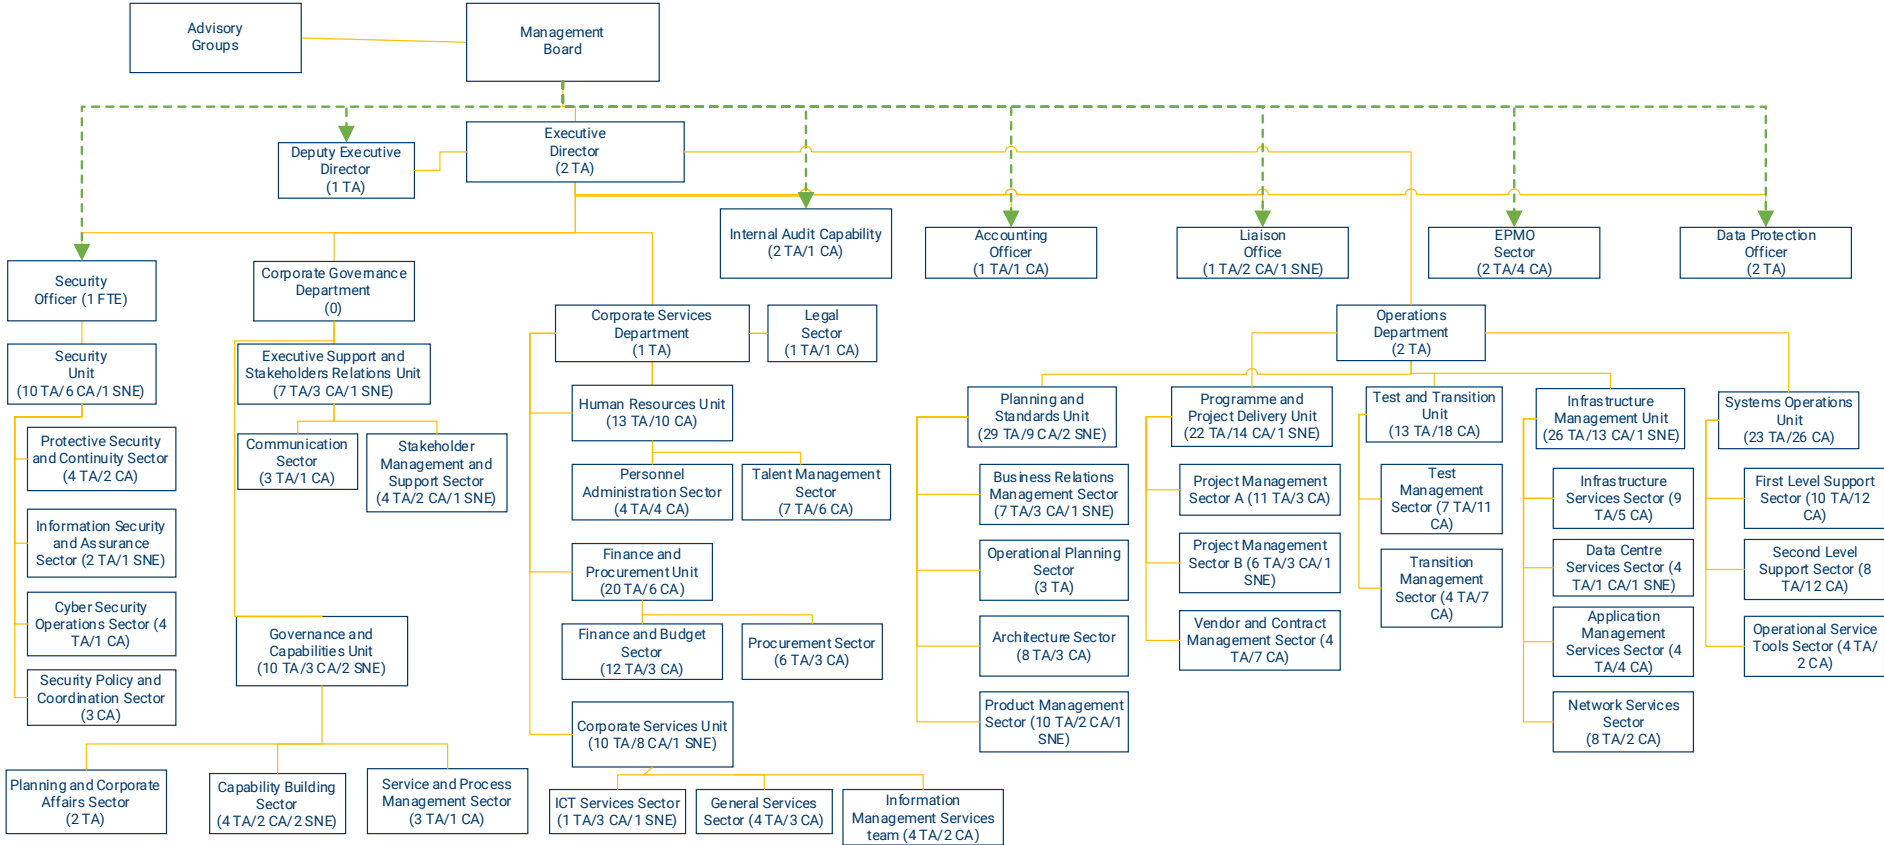 Advisory
Groups
Management
Board
Executive
Director
(2 TA)
Deputy Executive
Director
(1 TA)
Internal Audit Capability
(2 TA/1 CA)
Accounting
Officer
(1 TA/1 CA)
Liaison
Office
(1 TA/2 CA/1 SNE)
EPMO
Sector
(2 TA/4 CA)
Data Protection
Officer
(2 TA)
Security
Officer (1 FTE)
Corporate Governance
Department
(0)
Corporate Services
Department
(1 TA)
Legal
Sector
(1 TA/1 CA)
Operations
Department
(2 TA)
Security
Unit
(10 TA/6 CA/1 SNE)
Protective Security
and Continuity Sector
(4 TA/2 CA)
Information Security
and Assurance
Sector (2 TA/1 SNE)
Cyber Security
Operations Sector (4
TA/1 CA)
Security Policy and
Coordination Sector
(3 CA)
Executive Support and
Stakeholders Relations Unit
(7 TA/3 CA/1 SNE)
Communication
Sector
(3 TA/1 CA)
Stakeholder
Management and
Support Sector
(4 TA/2 CA/1 SNE)
Governance and
Capabilities Unit
(10 TA/3 CA/2 SNE)
Planning and Corporate
Affairs Sector
(2 TA)
Capability Building
Sector
(4 TA/2 CA/2 SNE)
Service and Process
Management Sector
(3 TA/1 CA)
Human Resources Unit
(13 TA/10 CA)
Personnel
Administration Sector
(4 TA/4 CA)
Talent Management
Sector
(7 TA/6 CA)
Finance and
Procurement Unit
(20 TA/6 CA)
Finance and Budget
Sector
(12 TA/3 CA)
Procurement Sector
(6 TA/3 CA)
Corporate Services Unit
(10 TA/8 CA/1 SNE)
ICT Services Sector
(1 TA/3 CA/1 SNE)
General Services
Sector (4 TA/3 CA)
Information
Management Services
team (4 TA/2 CA)
Planning and
Standards Unit
(29 TA/9 CA/2 SNE)
Business Relations
Management Sector
(7 TA/3 CA/1 SNE)
Operational Planning
Sector
(3 TA)
Architecture Sector
(8 TA/3 CA)
Product Management
Sector (10 TA/2 CA/1
SNE)
Programme and
Project Delivery Unit
(22 TA/14 CA/1 SNE)
Project Management
Sector A (11 TA/3 CA)
Project Management
Sector B (6 TA/3 CA/1
SNE)
Vendor and Contract
Management Sector (4
TA/7 CA)
Test and Transition
Unit
(13 TA/18 CA)
Test
Management
Sector (7 TA/11
CA)
Transition
Management
Sector (4 TA/7
CA)
Infrastructure
Management Unit
(26 TA/13 CA/1 SNE)
Infrastructure
Services Sector (9
TA/5 CA)
Data Centre
Services Sector (4
TA/1 CA/1 SNE)
Application
Management
Services Sector (4
TA/4 CA)
Network Services
Sector
(8 TA/2 CA)
Systems Operations
Unit
(23 TA/26 CA)
First Level Support
Sector (10 TA/12
CA)
Second Level
Support Sector (8
TA/12 CA)
Operational Service
Tools Sector (4 TA/
2 CA)